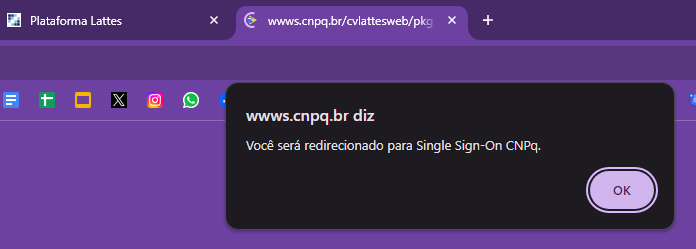 Plataforma Lattes
wwws.cnpq.br/cvlattesweb/pkg
wwws.cnpq.br diz
Você será redirecionado para Single Sign-On CNPq.
OK